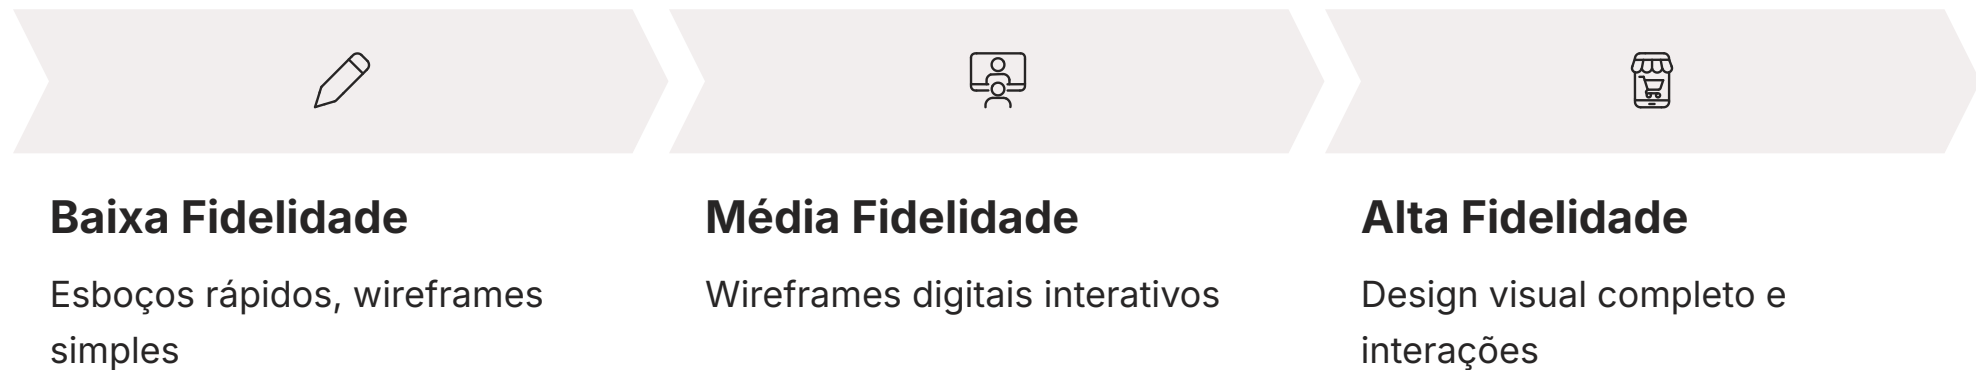 Baixa Fidelidade
Esboços rápidos, wireframes
simples
Média Fidelidade
Wireframes digitais interativos
Alta Fidelidade
Design visual completo e
interações